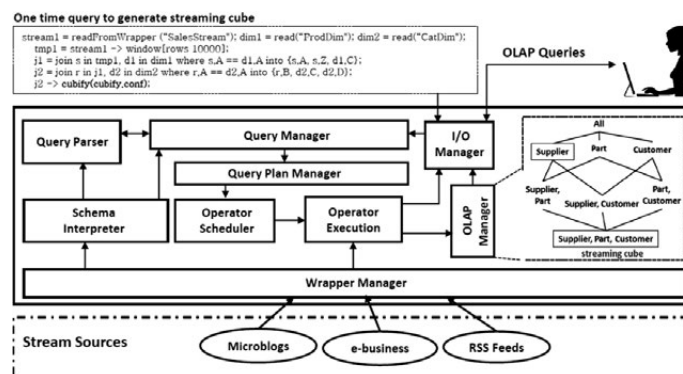 One time query to generate streaming cube
stream1 = readFromWrapper ("SalesStream"); dim1 = read("ProdDim"); dim2 = read("CatDim");
tmp1 = stream1 -> window[rows 10000];
j1 = join s in tmp1, d1 in dim1 where s,A == d1,A into {s,A, s,Z, d1,C};
j2 = join r in j1, d2 in dim2 where r,A == d2,A into {r,B, d2,C, d2,D};
j2 -> cubify(cubify,conf);
OLAP Queries
Query Parser
Query Manager
I/O
Manager
Query Plan Manager
Schema
Interpreter
Operator
Scheduler
Operator
Execution
OLAP
Manager
All
Supplier
Part
Customer
Supplier,
Part
Supplier, Customer
Part,
Customer
Supplier, Part, Customer
streaming cube
Wrapper Manager
Stream Sources
Microblogs
e-business
RSS Feeds